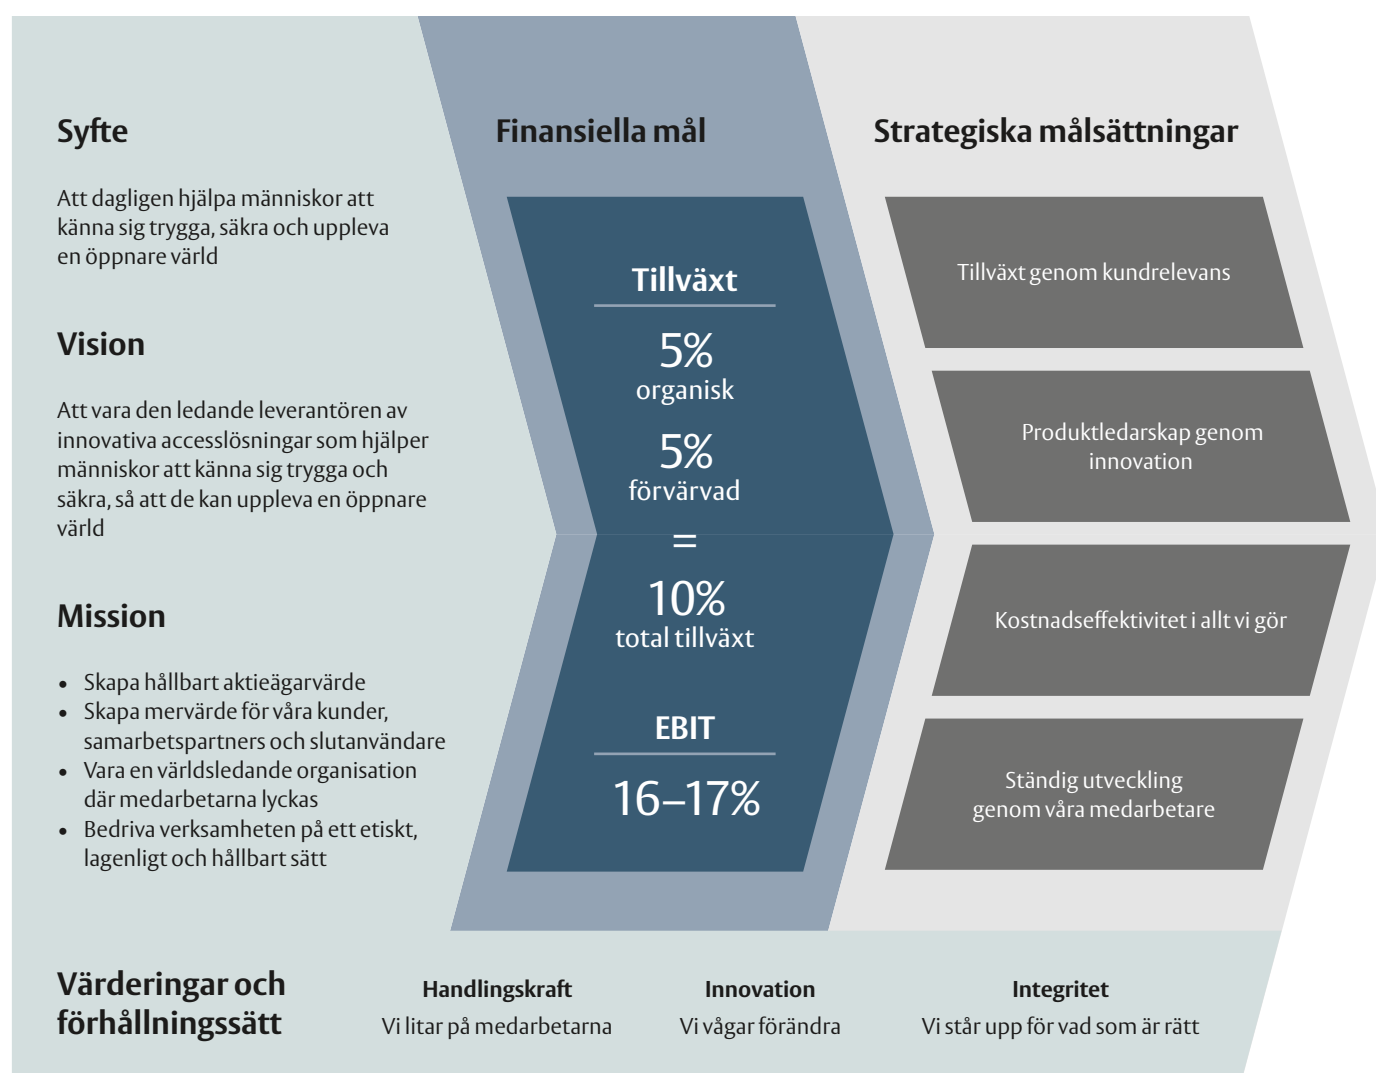 Syfte
Att dagligen hjälpa människor att
känna sig trygga, säkra och uppleva
en öppnare värld
Vision
Att vara den ledande leverantören av
innovativa accesslösningar som hjälper
människor att känna sig trygga och
säkra, så att de kan uppleva en öppnare
värld
Mission
• Skapa hållbart aktieägarvärde
• Skapa mervärde för våra kunder,
samarbetspartners och slutanvändare
• Vara en världsledande organisation
där medarbetarna lyckas
• Bedriva verksamheten på ett etiskt,
lagenligt och hållbart sätt
Finansiella mål
Tillväxt
5%
organisk
5%
förvärvad
=
10%
total tillväxt
EBIT
16–17%
Strategiska målsättningar
Tillväxt genom kundrelevans
Produktledarskap genom
innovation
Kostnadseffektivitet i allt vi gör
Ständig utveckling
genom våra medarbetare
Värderingar och
förhållningssätt
Handlingskraft
Vi litar på medarbetarna
Innovation
Vi vågar förändra
Integritet
Vi står upp för vad som är rätt